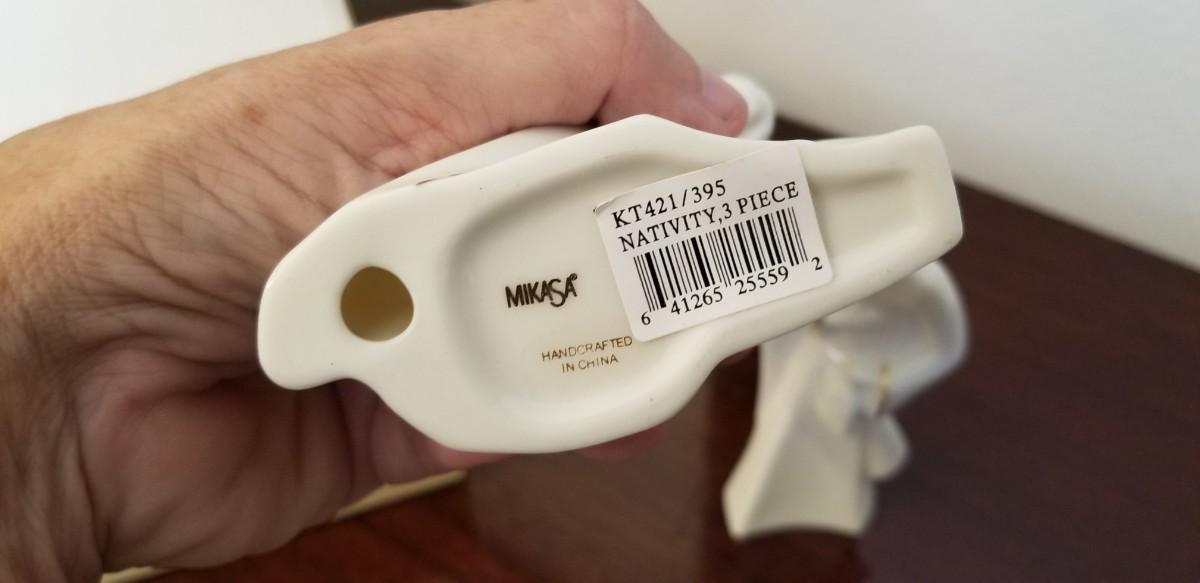 MIKASA®
HANDCRAFTED
IN CHINA
KT421/395
NATIVITY,3 PIECE
6 41265 25559 2